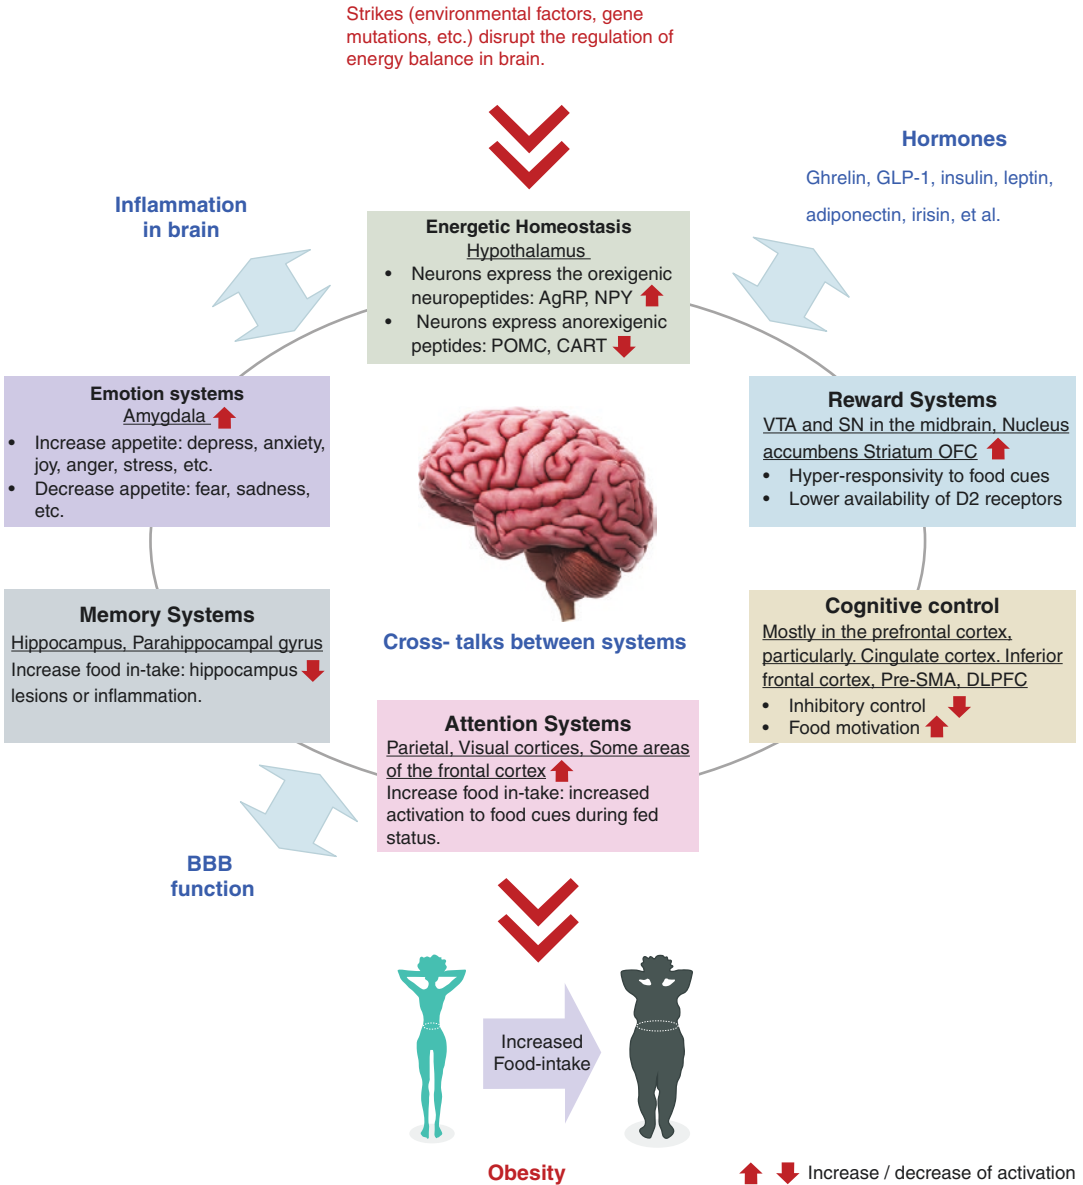 Strikes (environmental factors, gene
mutations, etc.) disrupt the regulation of
energy balance in brain.
Hormones
Ghrelin, GLP-1, insulin, leptin,
adiponectin, irisin, et al.
Inflammation
in brain
Energetic Homeostasis
Hypothalamus
• Neurons express the orexigenic
neuropeptides: AgRP, NPY
• Neurons express anorexigenic
peptides: POMC, CART
Emotion systems
Amygdala
• Increase appetite: depress, anxiety,
joy, anger, stress, etc.
• Decrease appetite: fear, sadness,
etc.
Reward Systems
VTA and SN in the midbrain, Nucleus
accumbens Striatum OFC
• Hyper-responsivity to food cues
• Lower availability of D2 receptors
Memory Systems
Hippocampus, Parahippocampal gyrus
Increase food in-take: hippocampus
lesions or inflammation.
Cross- talks between systems
Cognitive control
Mostly in the prefrontal cortex,
particularly. Cingulate cortex. Inferior
frontal cortex, Pre-SMA, DLPFC
• Inhibitory control
• Food motivation
Attention Systems
Parietal, Visual cortices, Some areas
of the frontal cortex
Increase food in-take: increased
activation to food cues during fed
status.
BBB
function
Increased
Food-intake
Obesity
Increase / decrease of activation